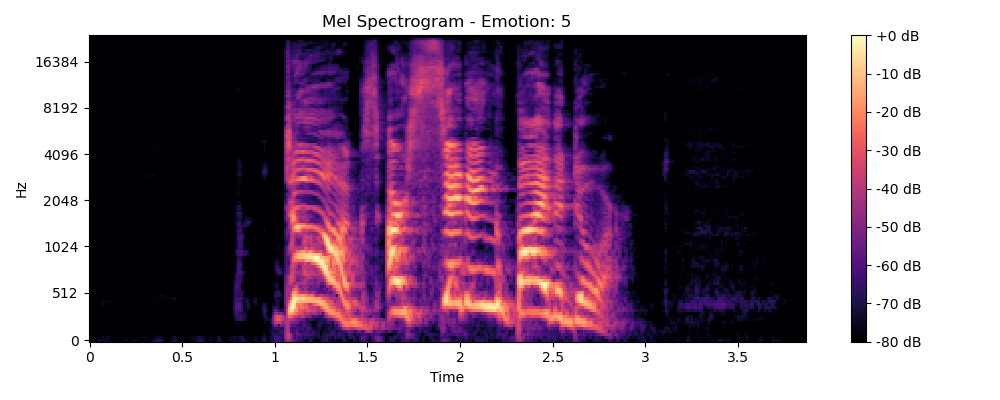 Mel Spectrogram - Emotion: 5
Hz
16384
8192
4096
2048
1024
512
0
0 0.5 1 1.5 2 2.5 3 3.5
Time
+0 dB
-10 dB
-20 dB
-30 dB
-40 dB
-50 dB
-60 dB
-70 dB
-80 dB